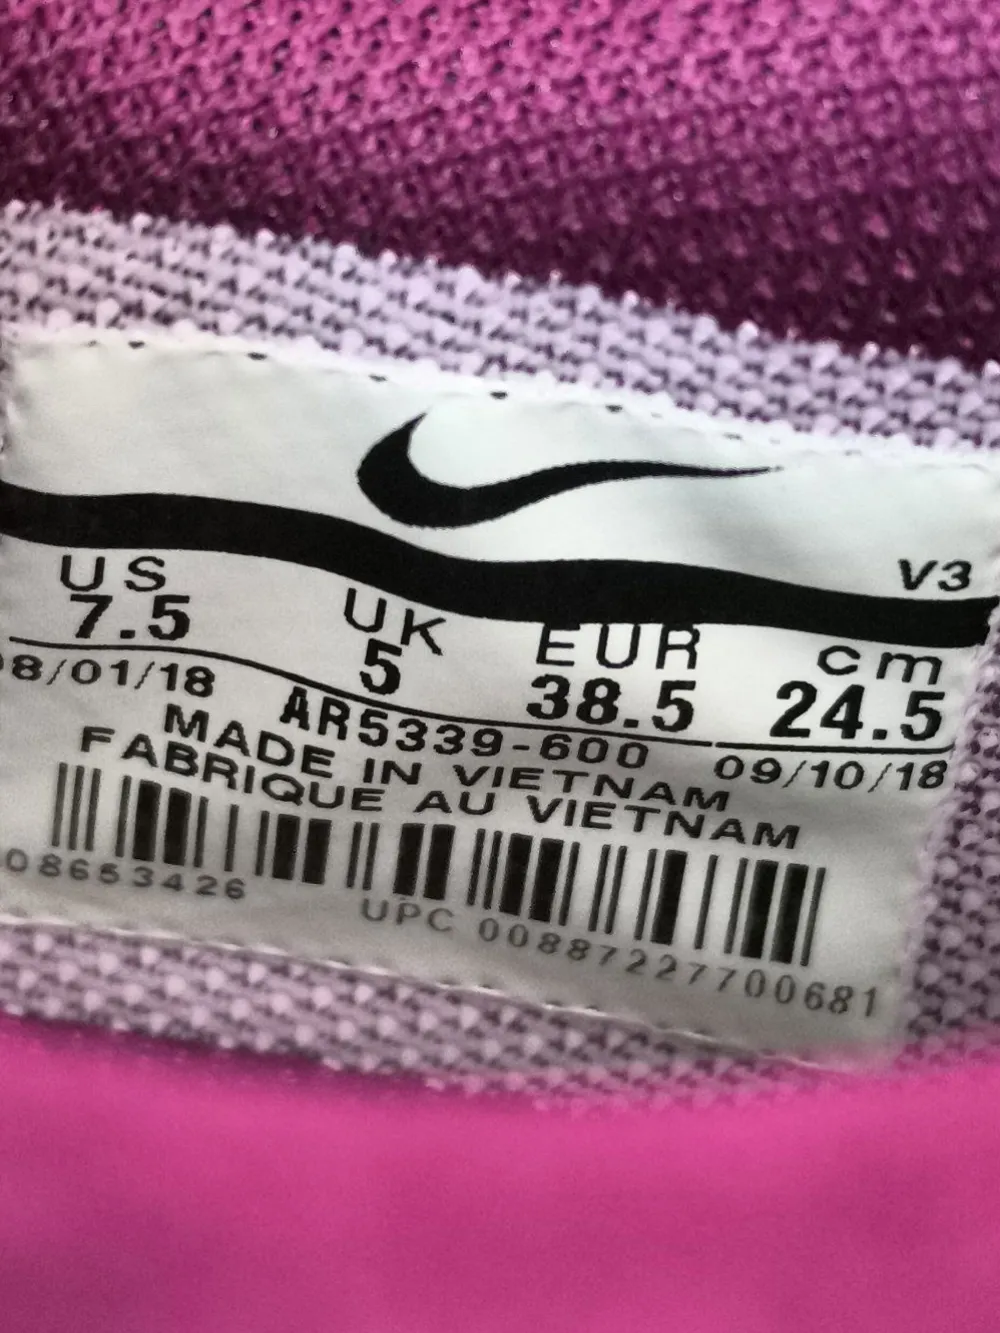 V3
US UK EUR cm
7.5 5 38.5 24.5
8/01/18 AR5339-600 09/10/18
MADE IN VIETNAM
FABRIQUE AU VIETNAM
08653426 UPC 00887227700681